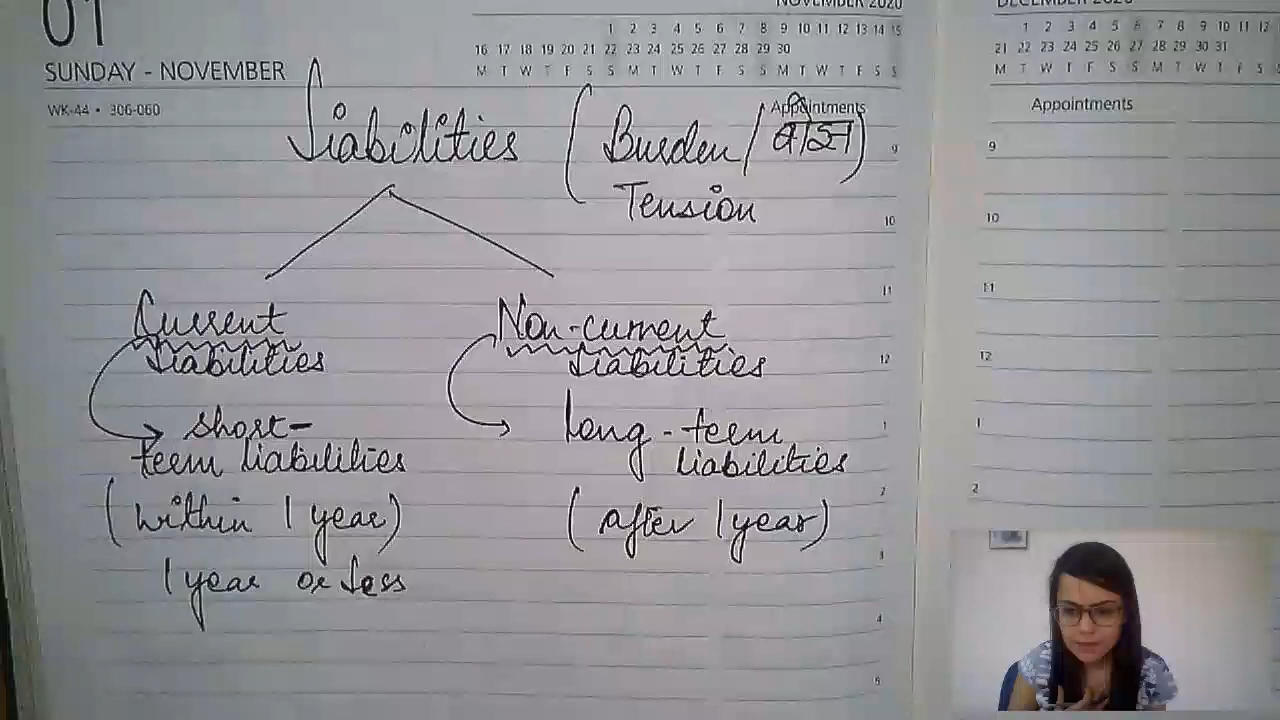 01
NOVEMBER 2020
1 2 3 4 5 6 7 8 9 10 11 12 13 14 15
16 17 18 19 20 21 22 23 24 25 26 27 28 29 30
M T W T F S S M T W T F S S M T W T F S S
DECEMBER 2020
1 2 3 4 5 6 7 8 9 10 11 12
21 22 23 24 25 26 27 28 29 30 31
M T W T F S S M T W T F S
SUNDAY - NOVEMBER
WK-44 • 306-060
Appointments
Appointments
Liabilities (Burden / बोझ)
Tension
Current Liabilities
Non-current Liabilities
short-
term liabilities
long-term
liabilities
(within 1 year)
(after 1 year)
1 year or less
9
10
11
12
1
2
3
4
5
9
10
11
12
1
2